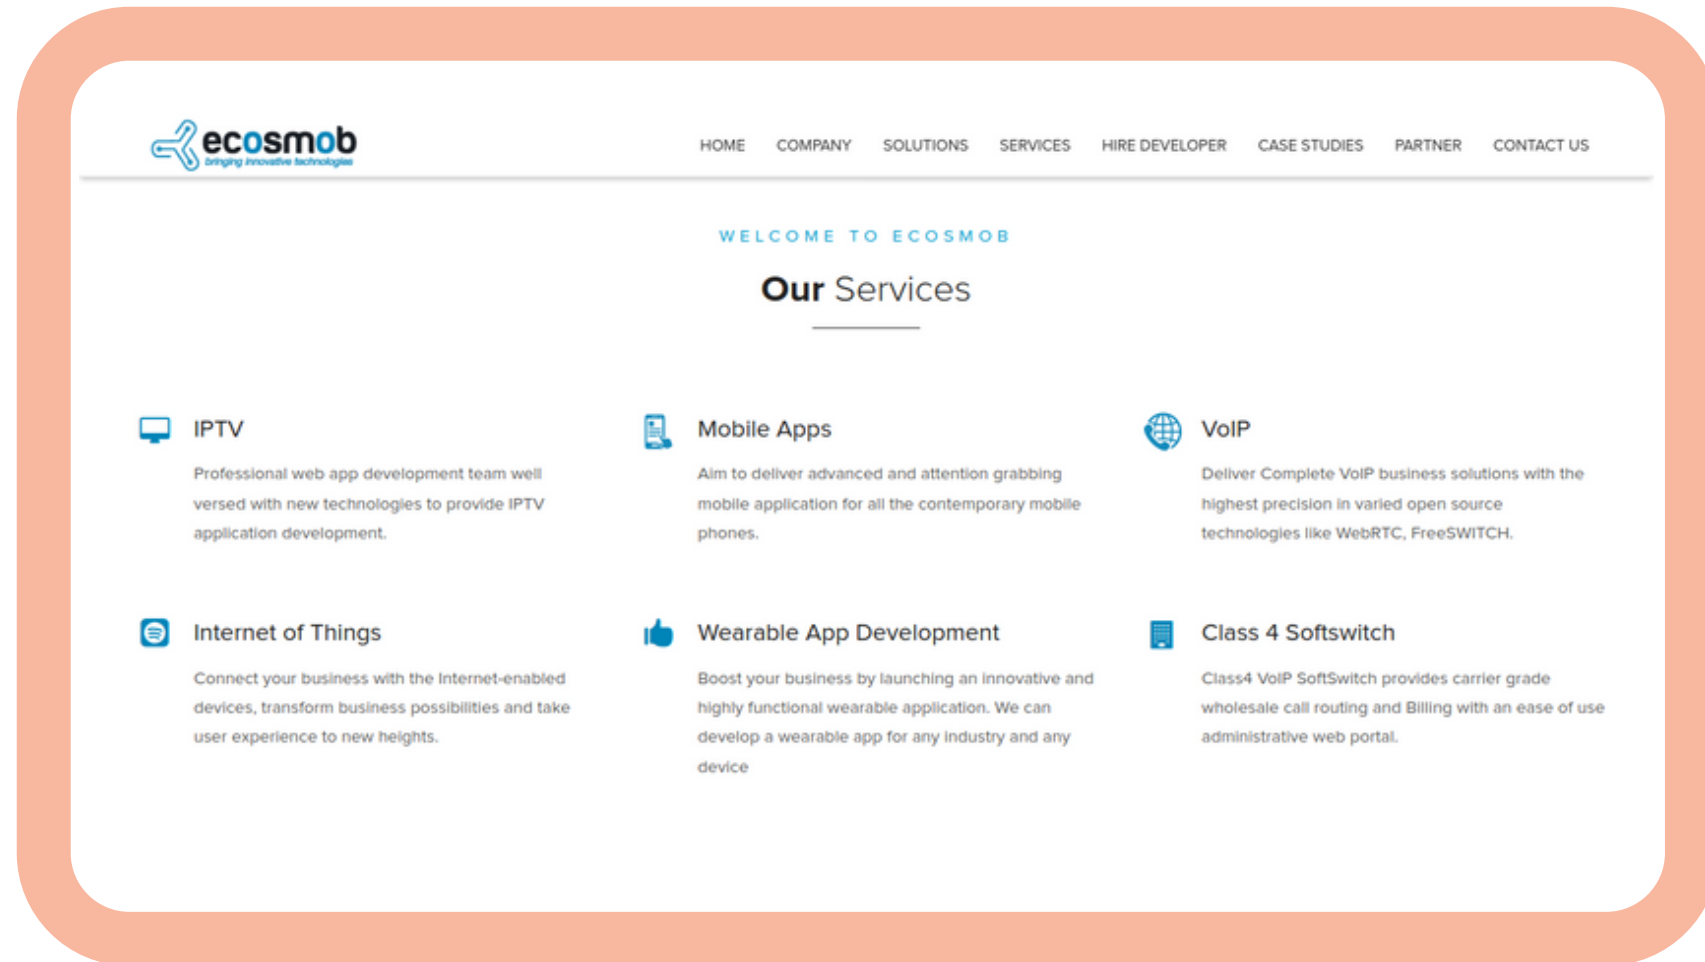 ecosmob
bringing innovative technologies
HOME COMPANY SOLUTIONS SERVICES HIRE DEVELOPER CASE STUDIES PARTNER CONTACT US
WELCOME TO ECOSMOB
Our Services
IPTV
Professional web app development team well
versed with new technologies to provide IPTV
application development.
Mobile Apps
Aim to deliver advanced and attention grabbing
mobile application for all the contemporary mobile
phones.
VoIP
Deliver Complete VoIP business solutions with the
highest precision in varied open source
technologies like WebRTC, FreeSWITCH.
Internet of Things
Connect your business with the Internet-enabled
devices, transform business possibilities and take
user experience to new heights.
Wearable App Development
Boost your business by launching an innovative and
highly functional wearable application. We can
develop a wearable app for any industry and any
device
Class 4 Softswitch
Class4 VoIP SoftSwitch provides carrier grade
wholesale call routing and Billing with an ease of use
administrative web portal.